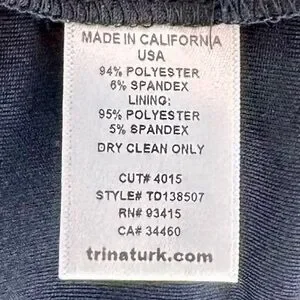 MADE IN CALIFORNIA
USA
94% POLYESTER
6% SPANDEX
LINING:
95% POLYESTER
5% SPANDEX
DRY CLEAN ONLY
CUT# 4015
STYLE# TD138507
RN# 93415
CA# 34460
trinaturk.com